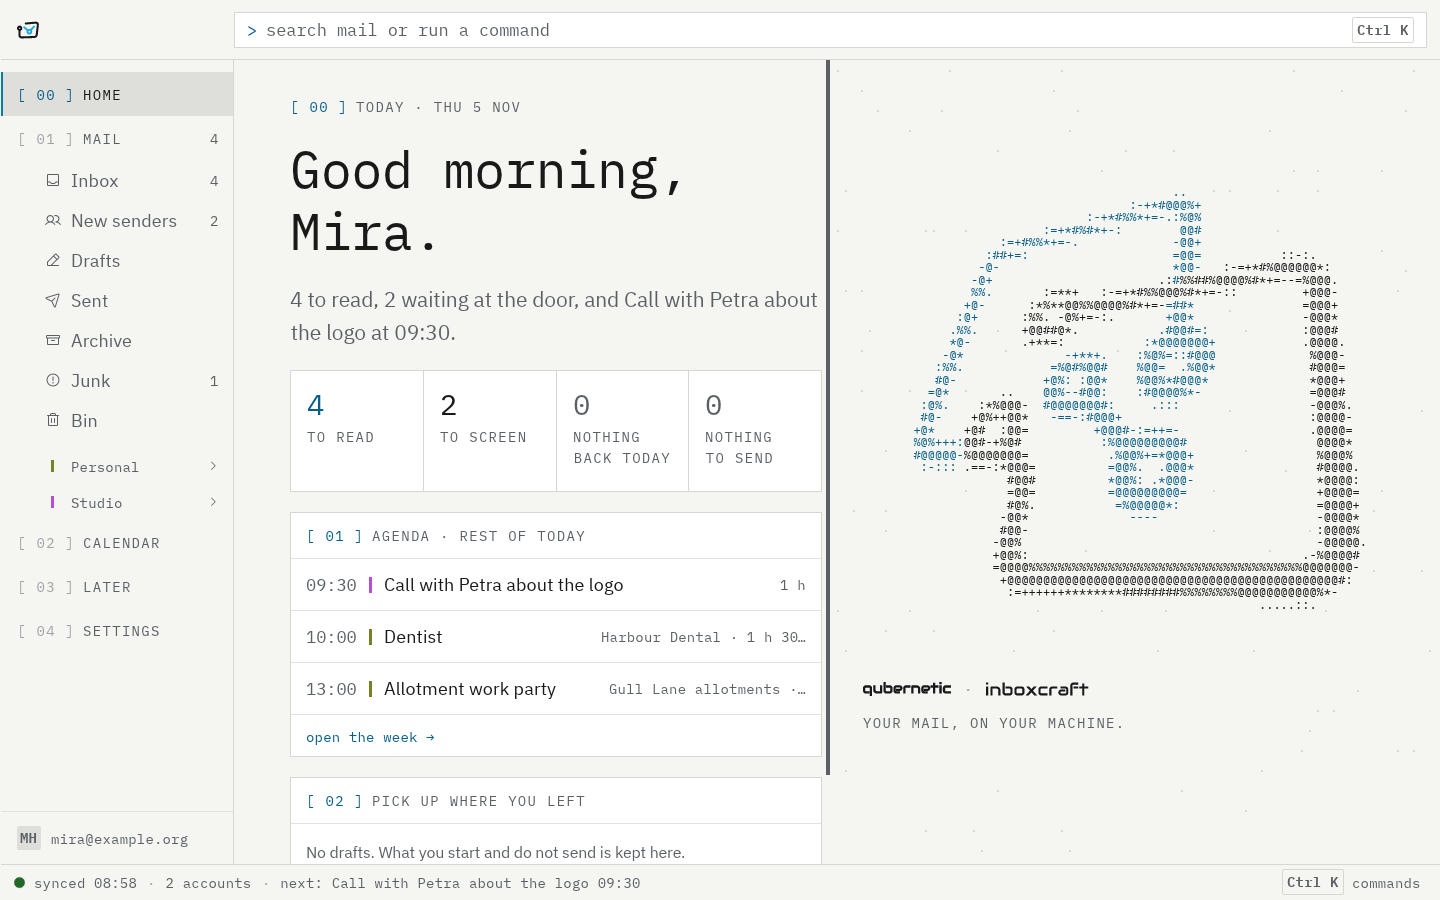 > search mail or run a command
Ctrl K
[ 00 ] HOME
[ 01 ] MAIL 4
Inbox 4
New senders 2
Drafts
Sent
Archive
Junk 1
Bin
Personal
Studio
[ 02 ] CALENDAR
[ 03 ] LATER
[ 04 ] SETTINGS
MH mira@example.org
[ 00 ] TODAY · THU 5 NOV
Good morning,
Mira.
4 to read, 2 waiting at the door, and Call with Petra about
the logo at 09:30.
4
TO READ
2
TO SCREEN
0
NOTHING
BACK TODAY
0
NOTHING
TO SEND
[ 01 ] AGENDA · REST OF TODAY
09:30 Call with Petra about the logo 1 h
10:00 Dentist Harbour Dental · 1 h 30…
13:00 Allotment work party Gull Lane allotments ·…
open the week →
[ 02 ] PICK UP WHERE YOU LEFT
No drafts. What you start and do not send is kept here.
qubernetic · inboxcraft
YOUR MAIL, ON YOUR MACHINE.
synced 08:58 · 2 accounts · next: Call with Petra about the logo 09:30
Ctrl K commands